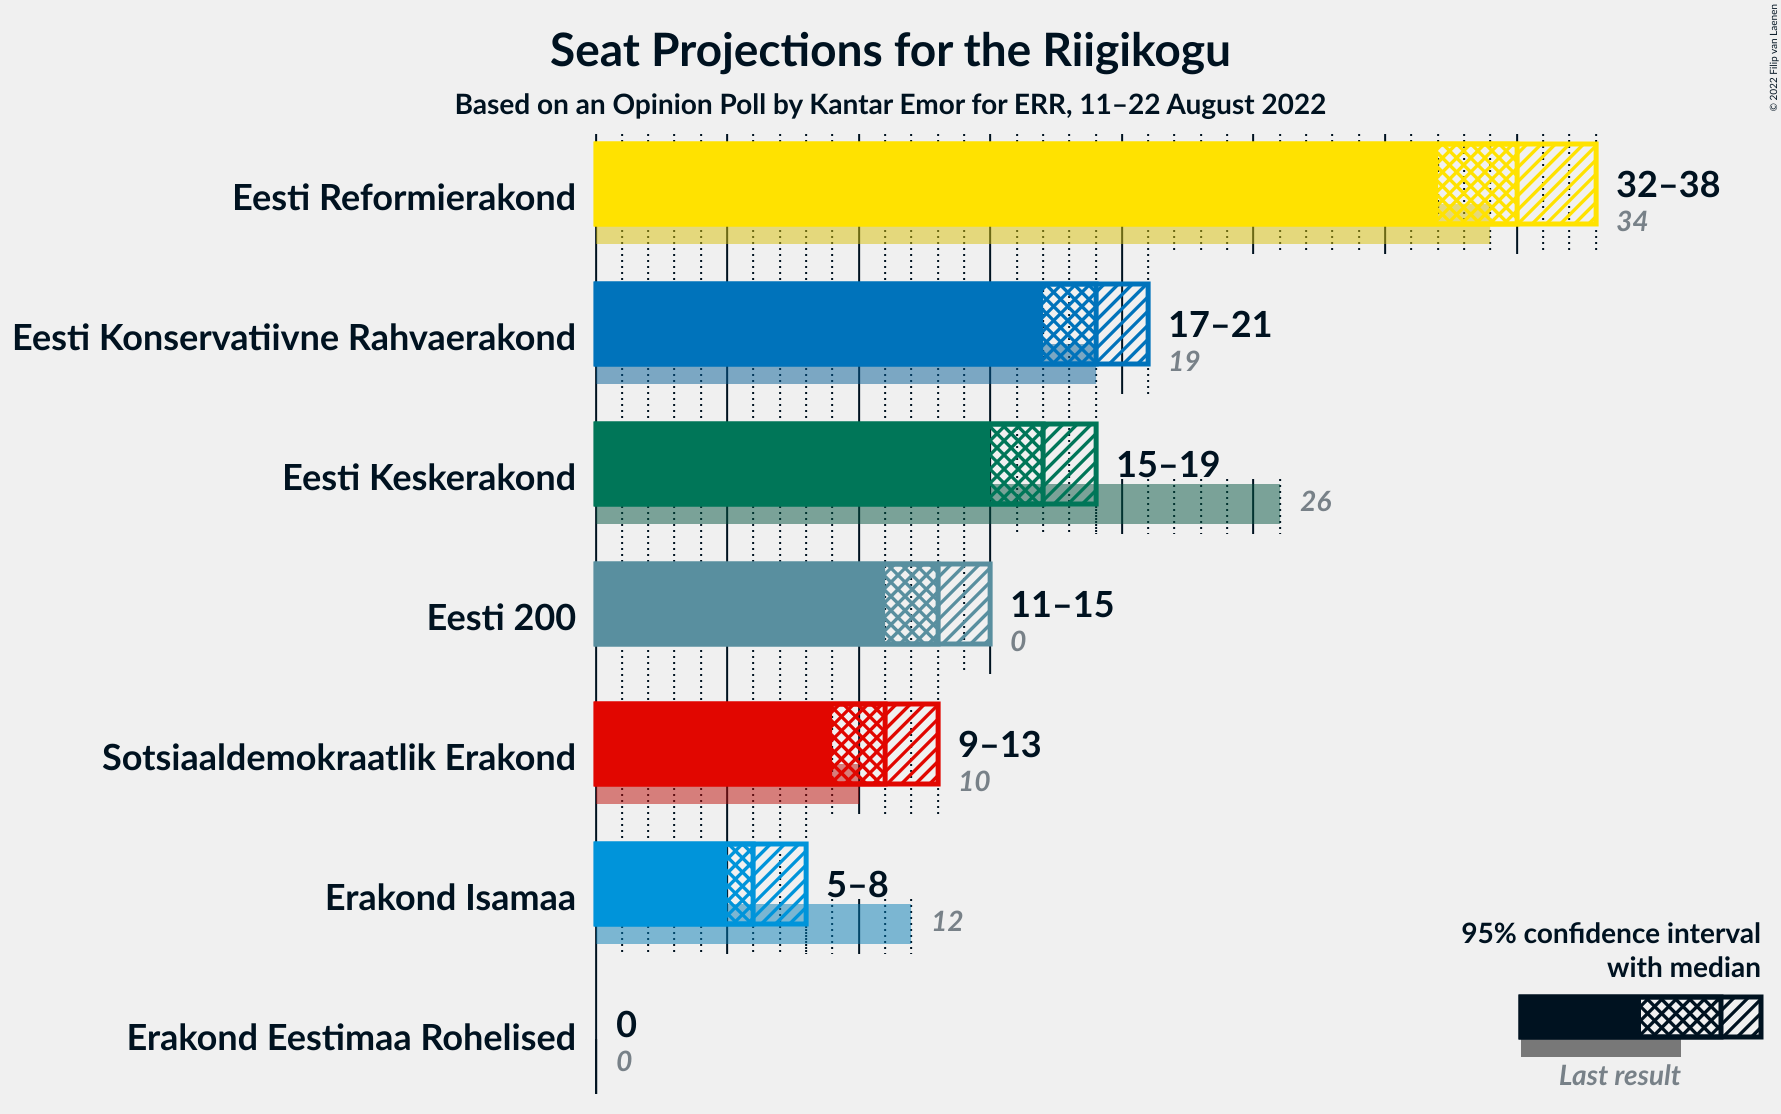 Seat Projections for the Riigikogu
Based on an Opinion Poll by Kantar Emor for ERR, 11–22 August 2022
© 2022 Filip van Laenen
Eesti Reformierakond
32–38
34
Eesti Konservatiivne Rahvaerakond
17–21
19
Eesti Keskerakond
15–19
26
Eesti 200
11–15
0
Sotsiaaldemokraatlik Erakond
9–13
10
Erakond Isamaa
5–8
12
Erakond Eestimaa Rohelised
0
0
95% confidence interval
with median
Last result